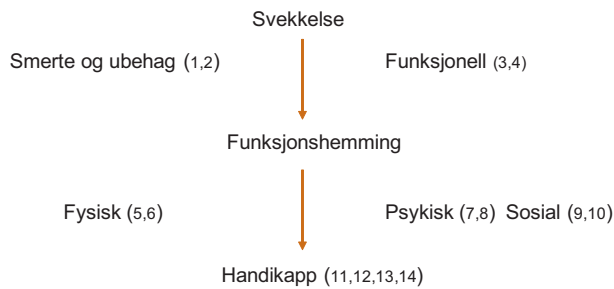 Svekkelse
Smerte og ubehag (1,2)
Funksjonell (3,4)
Funksjonshemming
Fysisk (5,6)
Psykisk (7,8) Sosial (9,10)
Handikapp (11,12,13,14)